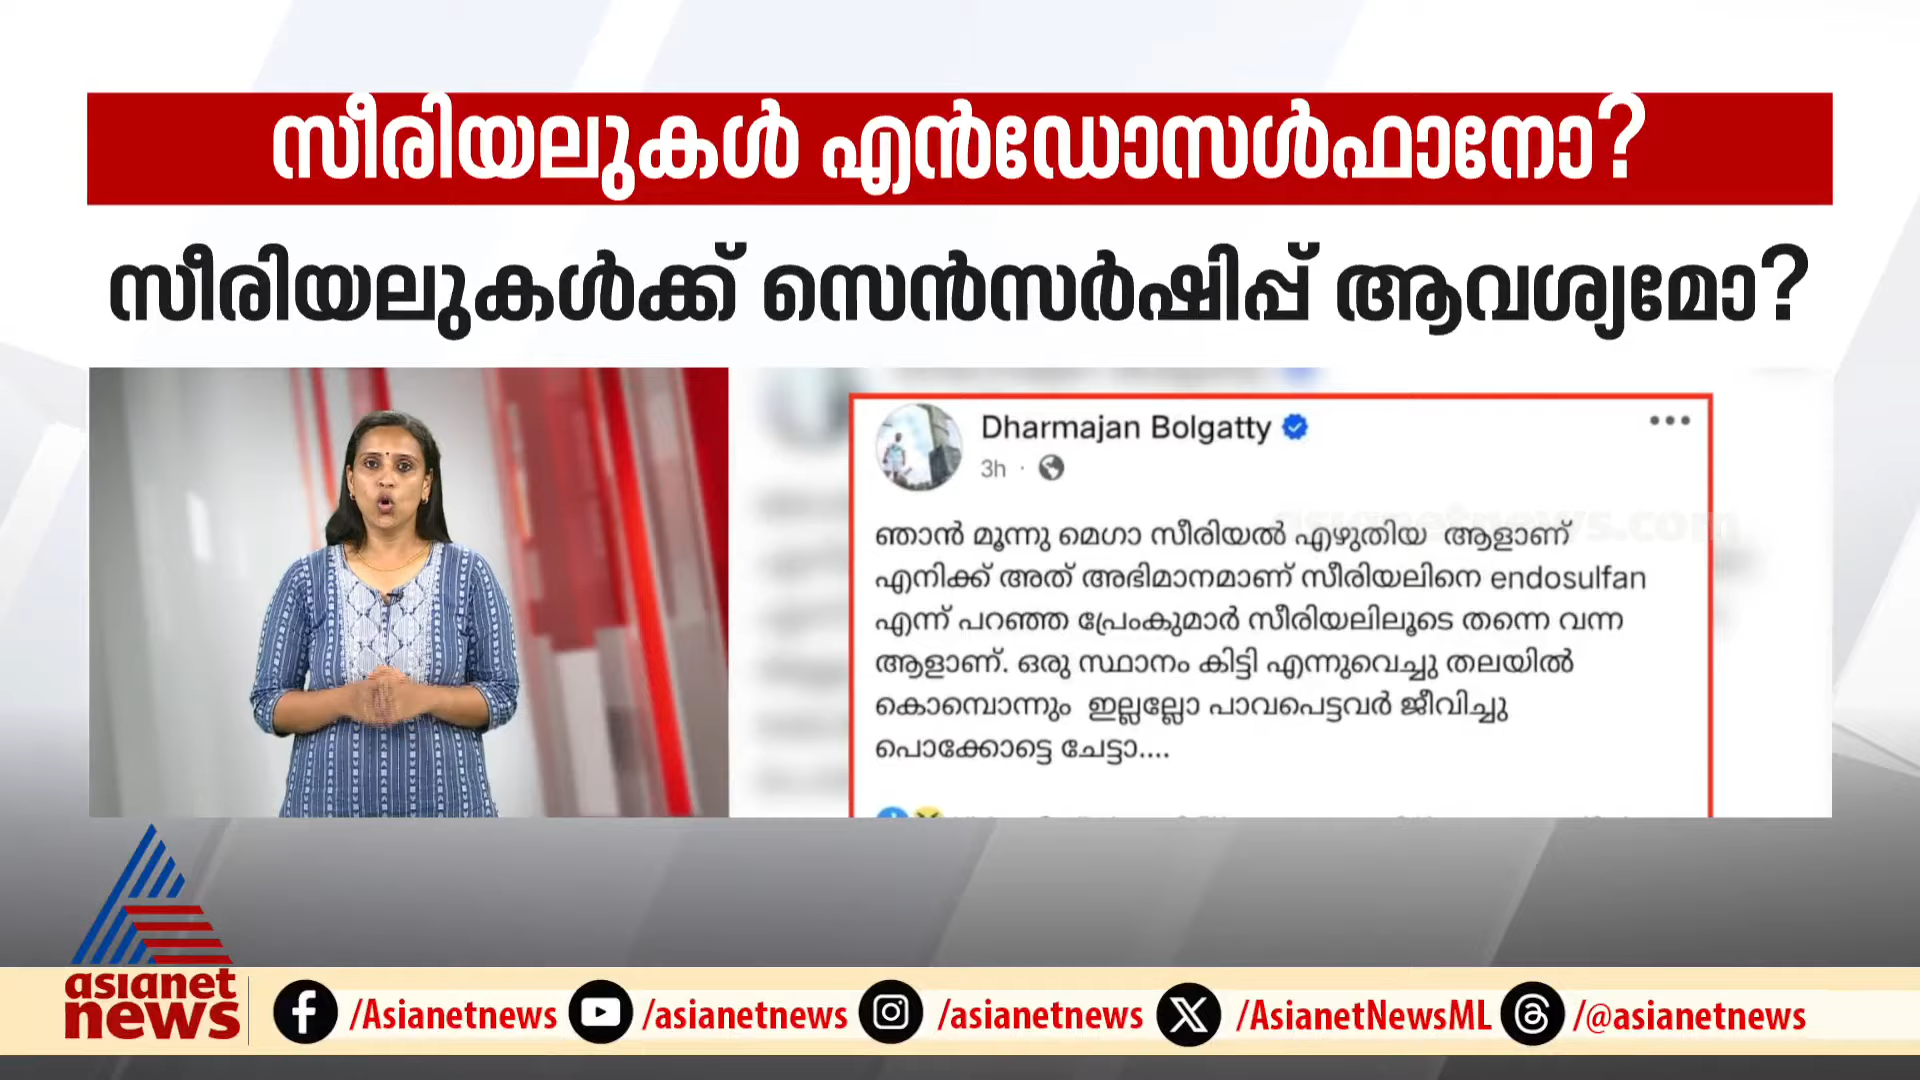 സീരിയലുകൾ എൻഡോസൾഫാനോ?
സീരിയലുകൾക്ക് സെൻസർഷിപ്പ് ആവശ്യമോ?
Dharmajan Bolgatty
3h ·
asianetnews.com
ഞാൻ മൂന്നു മെഗാ സീരിയൽ എഴുതിയ ആളാണ്
എനിക്ക് അത് അഭിമാനമാണ് സീരിയലിനെ endosulfan
എന്ന് പറഞ്ഞ പ്രേംകുമാർ സീരിയലിലൂടെ തന്നെ വന്ന
ആളാണ്. ഒരു സ്ഥാനം കിട്ടി എന്നുവെച്ചു തലയിൽ
കൊമ്പൊന്നും ഇല്ലല്ലോ പാവപെട്ടവർ ജീവിച്ചു
പൊക്കോട്ടെ ചേട്ടാ....
asianet
news
/Asianetnews
/asianetnews
/asianetnews
/AsianetNewsML
/@asianetnews